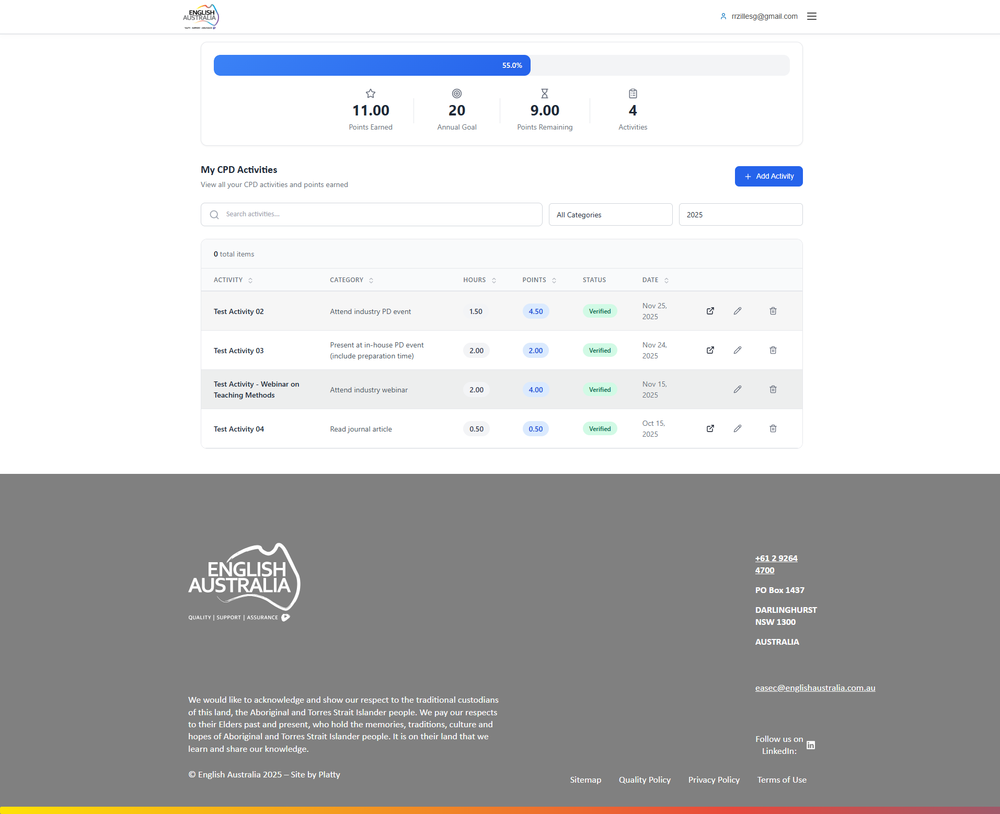 ENGLISH
AUSTRALIA
QUALITY | SUPPORT | ASSURANCE
rrzillesg@gmail.com
55.0%
11.00
Points Earned
20
Annual Goal
9.00
Points Remaining
4
Activities
My CPD Activities
View all your CPD activities and points earned
Add Activity
Search activities...
All Categories
2025
0 total items
ACTIVITY CATEGORY HOURS POINTS STATUS DATE
Test Activity 02 Attend industry PD event 1.50 4.50 Verified Nov 25, 2025
Test Activity 03 Present at in-house PD event (include preparation time) 2.00 2.00 Verified Nov 24, 2025
Test Activity - Webinar on Teaching Methods Attend industry webinar 2.00 4.00 Verified Nov 15, 2025
Test Activity 04 Read journal article 0.50 0.50 Verified Oct 15, 2025
ENGLISH
AUSTRALIA
QUALITY | SUPPORT | ASSURANCE
+61 2 9264
4700
PO Box 1437
DARLINGHURST
NSW 1300
AUSTRALIA
easec@englishaustralia.com.au
We would like to acknowledge and show our respect to the traditional custodians
of this land, the Aboriginal and Torres Strait Islander people. We pay our respects
to their Elders past and present, who hold the memories, traditions, culture and
hopes of Aboriginal and Torres Strait Islander people. It is on their land that we
learn and share our knowledge.
Follow us on
LinkedIn:
© English Australia 2025 – Site by Platty
Sitemap Quality Policy Privacy Policy Terms of Use